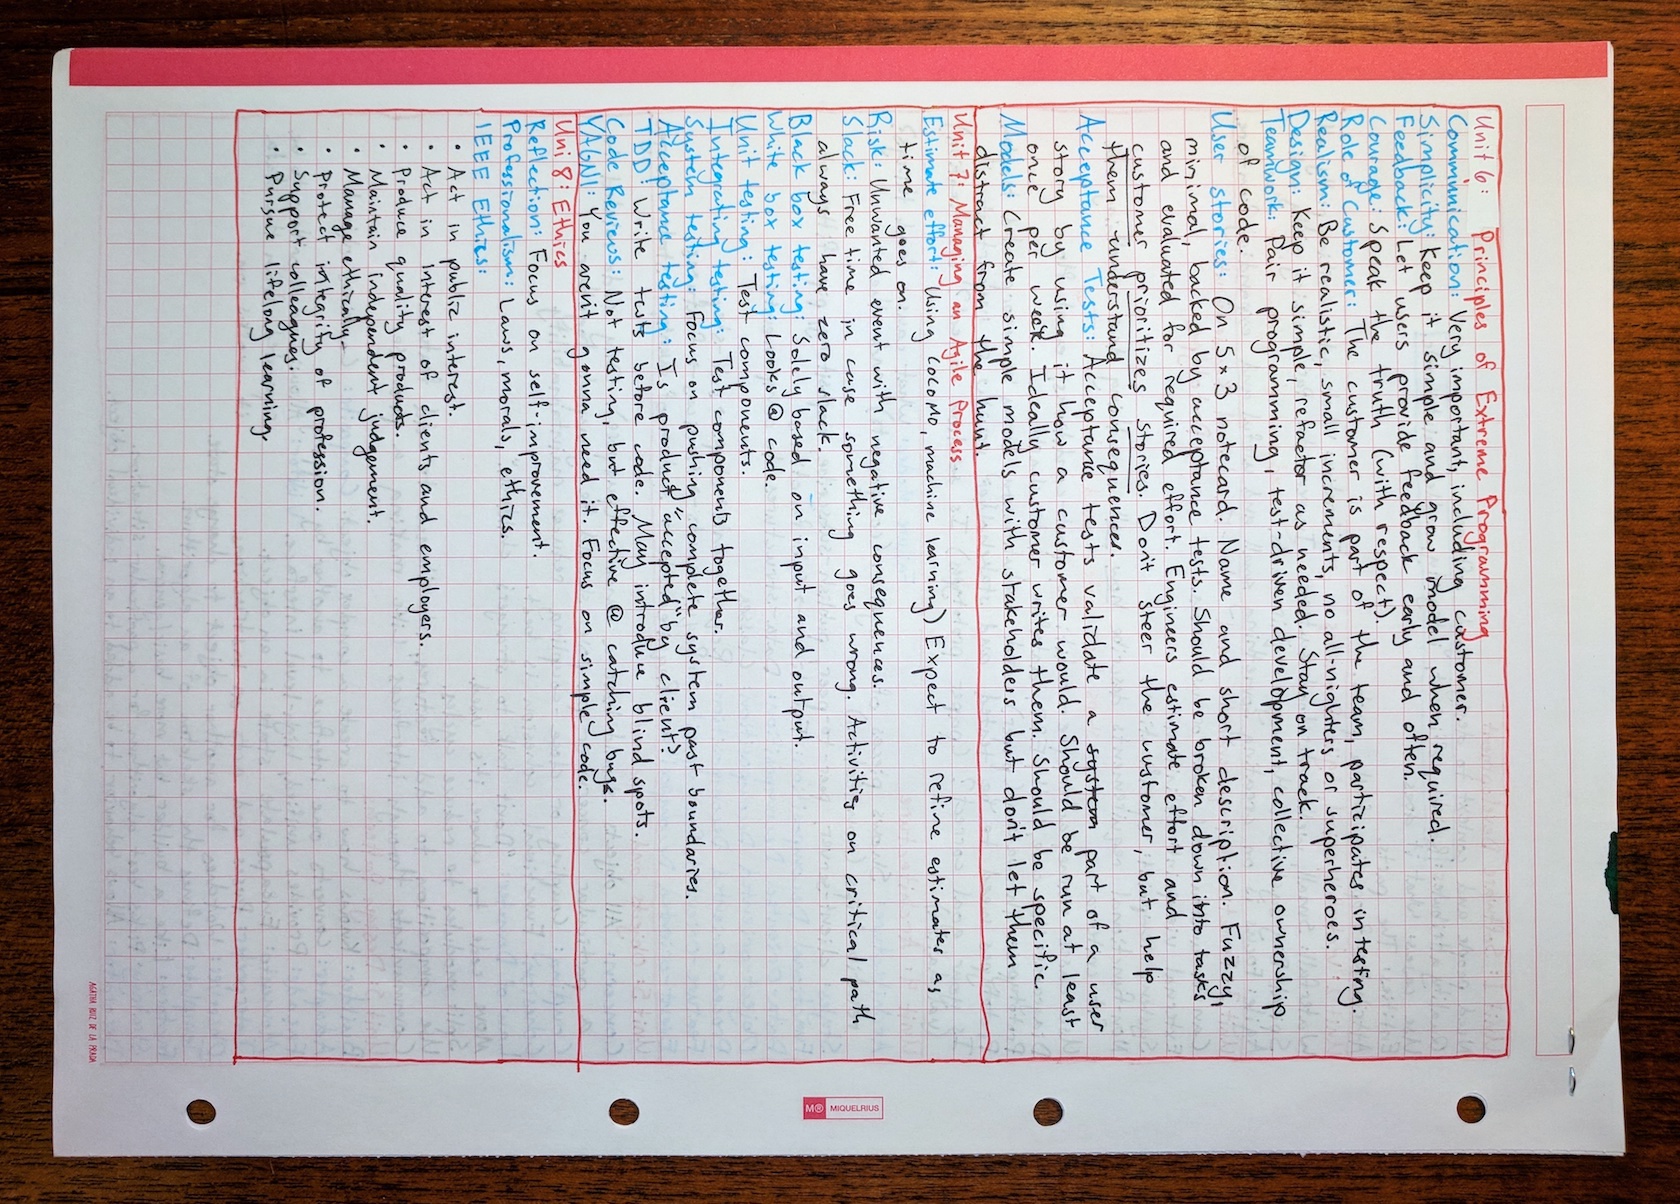 Unit 6: Principles of Extreme Programming
Communication: Very important, including customer.
Simplicity: Keep it simple and grow model when required.
Feedback: Let users provide feedback early and often.
Courage: Speak the truth (with respect).
Role of Customer: The customer is part of the team, participates in testing.
Realism: Be realistic, small increments, no all-nighters or superheroes.
Design: Keep it simple, refactor as needed. Stay on track.
Teamwork: Pair programming, test-driven development, collective ownership
of code.
User stories: On 5x3 notecard. Name and short description. Fuzzy,
minimal, backed by acceptance tests. Should be broken down into tasks
and evaluated for required effort. Engineers estimate effort and
customer prioritizes stories. Don't steer the customer, but help
them understand consequences.
Acceptance Tests: Acceptance tests validate a system part of a user
story by using it how a customer would. Should be run at least
once per week. Ideally customer writes them. Should be specific.
Models: Create simple models with stakeholders but don't let them
distract from the hunt.
Unit 7: Managing an Agile Process
Estimate effort: Using COCOMO, machine learning) Expect to refine estimates as
time goes on.
Risk: Unwanted event with negative consequences.
Slack: Free time in case something goes wrong. Activities on critical path
always have zero slack.
Black box testing: Solely based on input and output.
White box testing: Looks @ code.
Unit testing: Test components.
Integrating testing: Test components together.
System testing: Focus on pushing complete system past boundaries.
Acceptance testing: Is product "accepted" by client?
TDD: Write tests before code. May introduce blind spots.
Code Reviews: Not testing, but effective @ catching bugs.
YAGNI: You aren't gonna need it. Focus on simple code.
Uni 8: Ethics
Reflection: Focus on self-improvement.
Professionalism: Laws, morals, ethics.
IEEE Ethics:
• Act in public interest.
• Act in interest of clients and employers.
• Produce quality products.
• Maintain independent judgement.
• Manage ethically.
• Protect integrity of profession.
• Support colleagues.
• Pursue lifelong learning.
AGATHA RUIZ DE LA PRADA
M® MIQUELRIUS